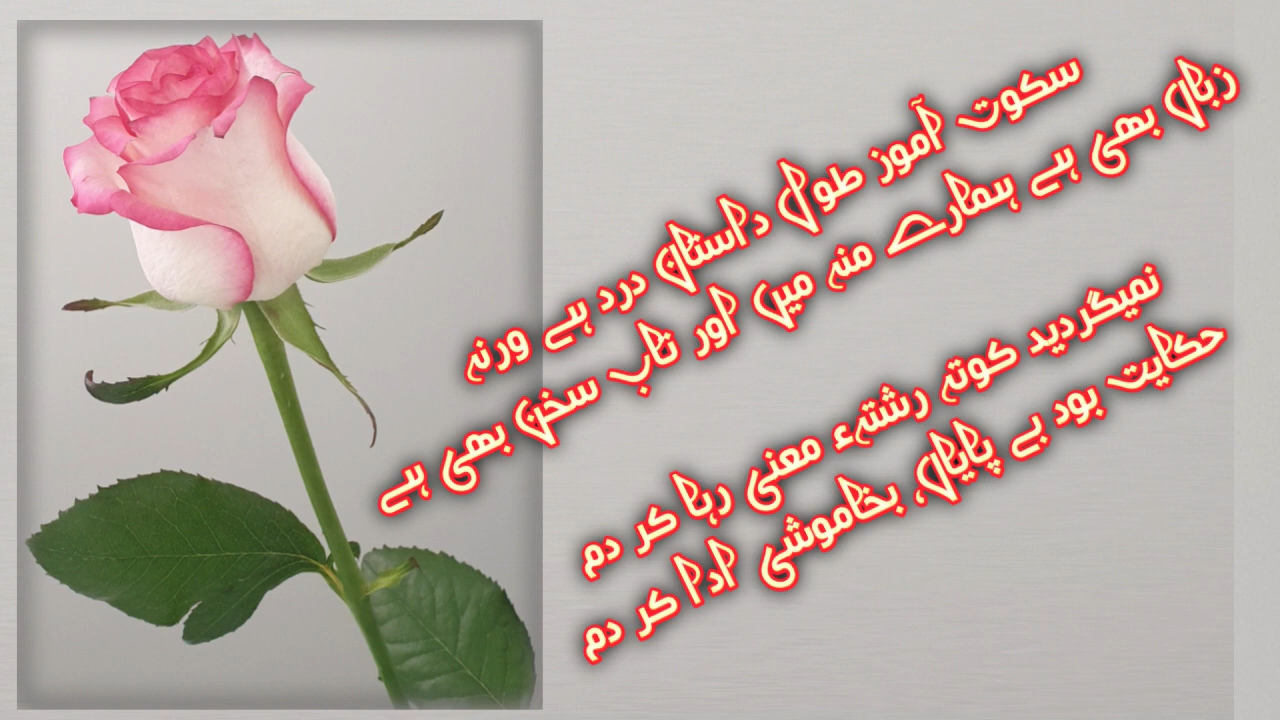 سکوت آموز طول داستان درد ہے ورنہ
زباں بھی ہے ہمارے منہ میں اور تاب سخن بھی ہے
نمیگردید کوتہ رشتہء معنی رہا کر دم
حکایت بود بے پایاں، بخاموشی ادا کر دم